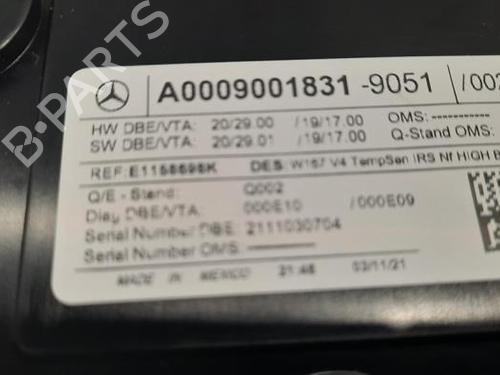 B-PARTS
A0009001831 -9051 /002
HW DBE/VTA: 20/29.00 /19/17.00 OMS: ----------
SW DBE/VTA: 20/29.01 /19/17.00 Q-Stand OMS:
REF: E1158698K DES: W167 V4 TempSen IRS Nf HIGH B
Q/E - Stand: Q002
Diag DBE/VTA: 000E10 /000E09
Serial Number DBE: 2111030704
Serial Number OMS: ----------
MADE IN MEXICO 21:48 03/11/21